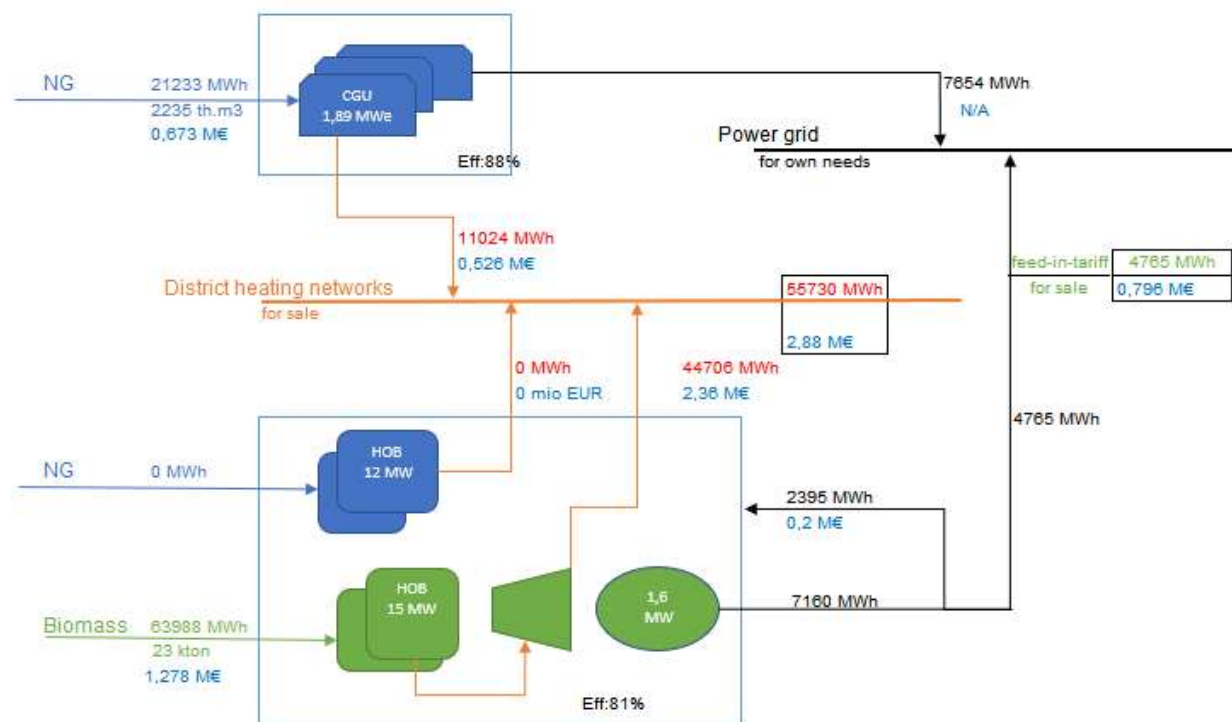 NG
21233 MWh
2235 th.m3
0,673 M€
CGU
1,89 MWe
Eff:88%
7654 MWh
N/A
Power grid
for own needs
11024 MWh
0,526 M€
District heating networks
for sale
55730 MWh
2,88 M€
feed-in-tariff
4765 MWh
for sale
0,796 M€
0 MWh
0 mio EUR
44706 MWh
2,36 M€
4765 MWh
NG
0 MWh
HOB
12 MW
2395 MWh
0,2 M€
Biomass
63988 MWh
23 kton
1,278 M€
HOB
15 MW
1,6
MW
7160 MWh
Eff:81%